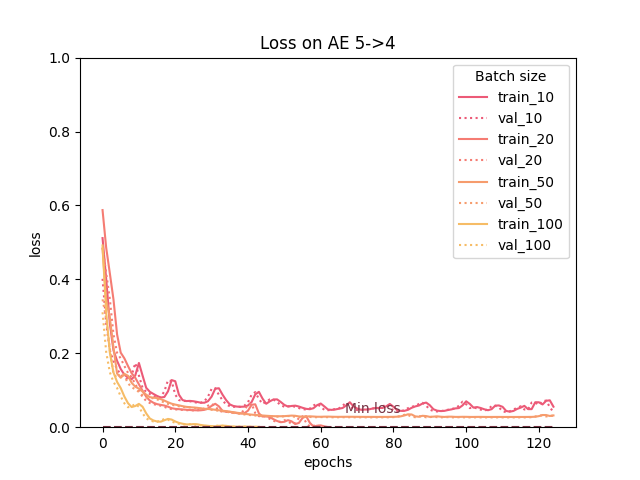 Loss on AE 5->4
1.0
0.8
0.6
0.4
0.2
0.0
loss
Batch size
train_10
val_10
train_20
val_20
train_50
val_50
train_100
val_100
Min loss
0
20
40
60
80
100
120
epochs